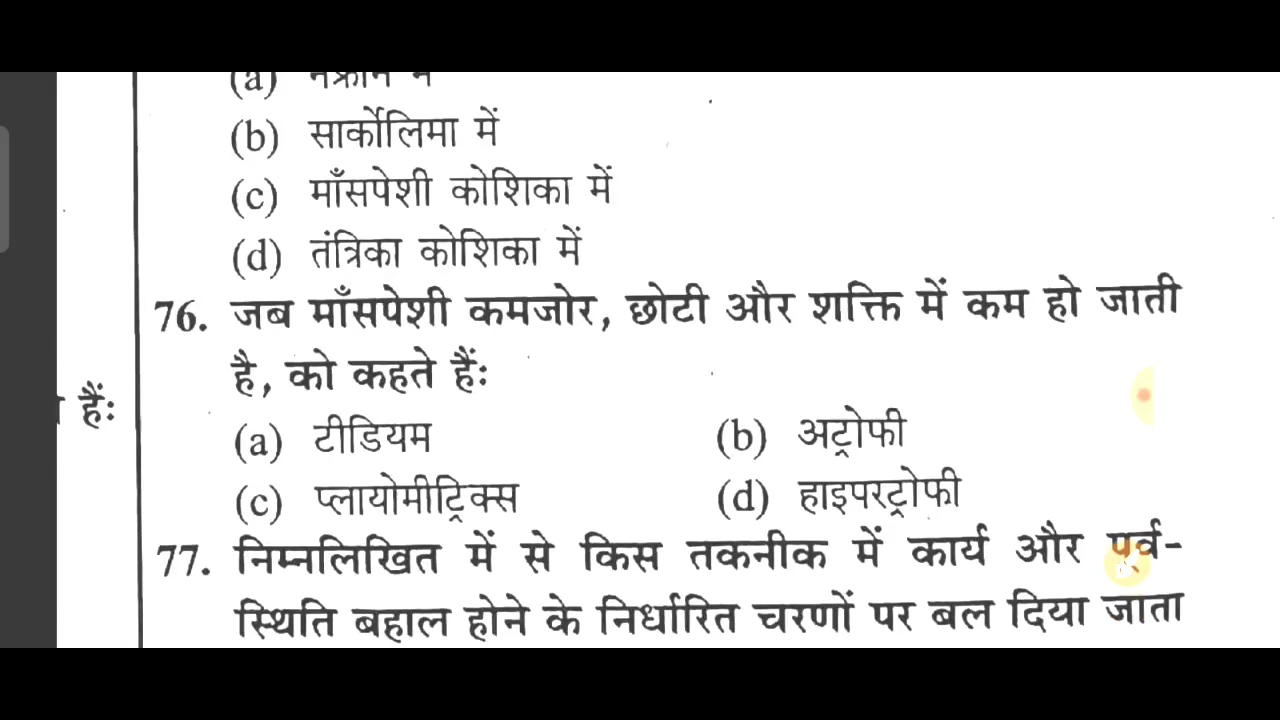 (a)
(b) सार्कोलिमा में
(c) माँसपेशी कोशिका में
(d) तंत्रिका कोशिका में
76. जब माँसपेशी कमजोर, छोटी और शक्ति में कम हो जाती
है, को कहते हैंः
हैंः
(a) टीडियम (b) अट्रोफी
(c) प्लायोमीट्रिक्स (d) हाइपरट्रोफी
77. निम्नलिखित में से किस तकनीक में कार्य और पूर्व-
स्थिति बहाल होने के निर्धारित चरणों पर बल दिया जाता